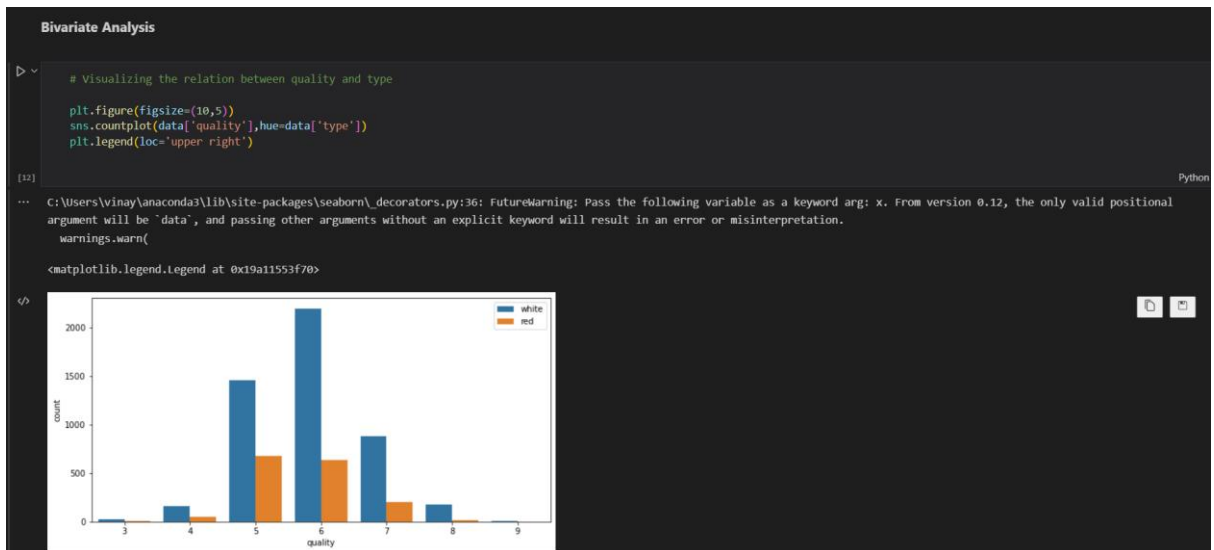 Bivariate Analysis
# Visualizing the relation between quality and type
plt.figure(figsize=(10,5))
sns.countplot(data['quality'],hue=data['type'])
plt.legend(loc='upper right')
[12]
Python
... C:\Users\vinay\anaconda3\lib\site-packages\seaborn\_decorators.py:36: FutureWarning: Pass the following variable as a keyword arg: x. From version 0.12, the only valid positional
argument will be `data`, and passing other arguments without an explicit keyword will result in an error or misinterpretation.
warnings.warn(
<matplotlib.legend.Legend at 0x19a11553f70>
</>
white
red
2000
1500
1000
500
0
count
3 4 5 6 7 8 9
quality